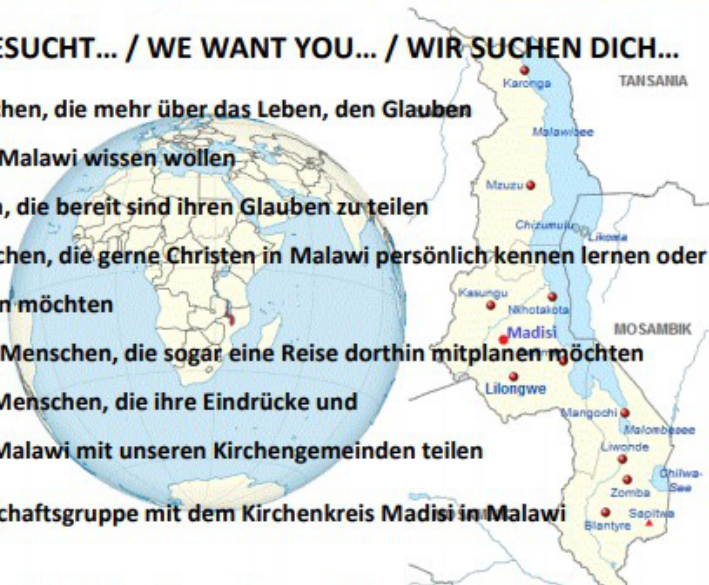 ESUCHT... / WE WANT YOU... / WIR SUCHEN DICH...
Karonga
TANSANIA
chen, die mehr über das Leben, den Glauben
Malawisee
Malawi wissen wollen
Mzuzu
, die bereit sind ihren Glauben zu teilen
Chizumulu
Likoma
chen, die gerne Christen in Malawi persönlich kennen lernen oder
Kasungu
Nkhotakota
n möchten
Madisi
MOSAMBIK
Menschen, die sogar eine Reise dorthin mitplanen möchten
Lilongwe
Menschen, die ihre Eindrücke und
Mangochi
Malombesee
Malawi mit unseren Kirchengemeinden teilen
Liwonde
Chilwa-
See
Zomba
chaftsgruppe mit dem Kirchenkreis Madisi in Malawi
Sapitwa
Blantyre